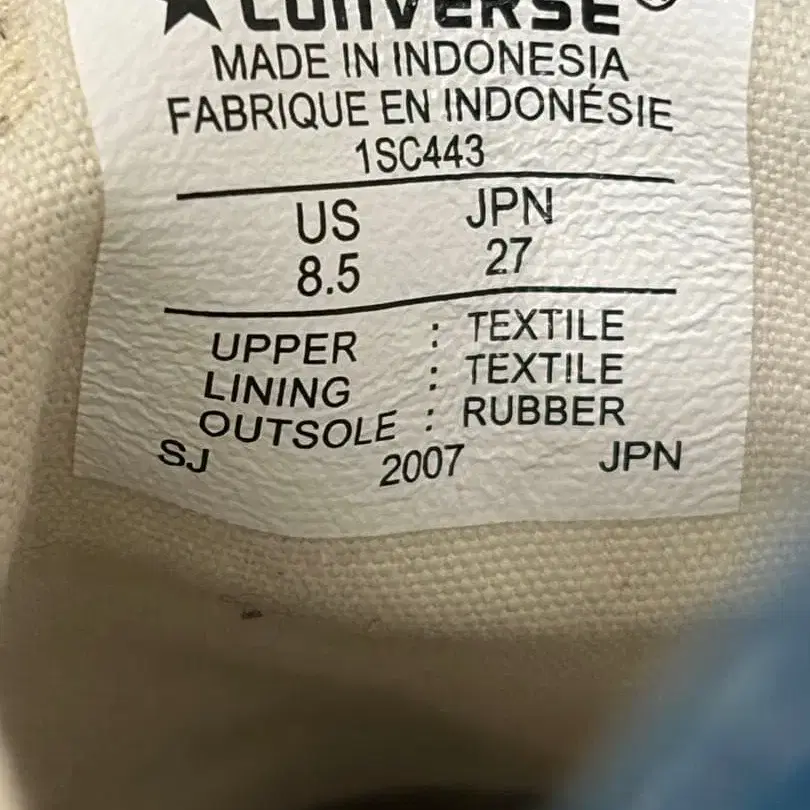 ★CONVERSE®
MADE IN INDONESIA
FABRIQUE EN INDONÉSIE
1SC443
US JPN
8.5 27
UPPER : TEXTILE
LINING : TEXTILE
OUTSOLE : RUBBER
SJ 2007 JPN